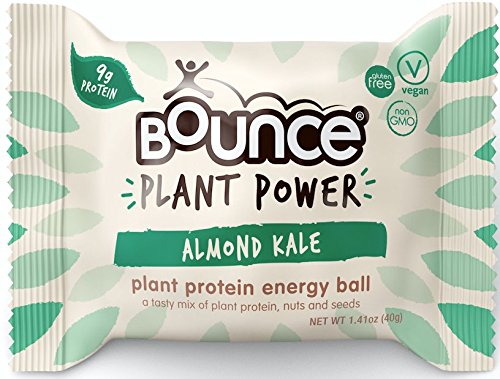 9g
PROTEIN
gluten
free
V
vegan
non
GMO
BOUNCE®
PLANT POWER
ALMOND KALE
plant protein energy ball
a tasty mix of plant protein, nuts and seeds
NET WT 1.41oz (40g)